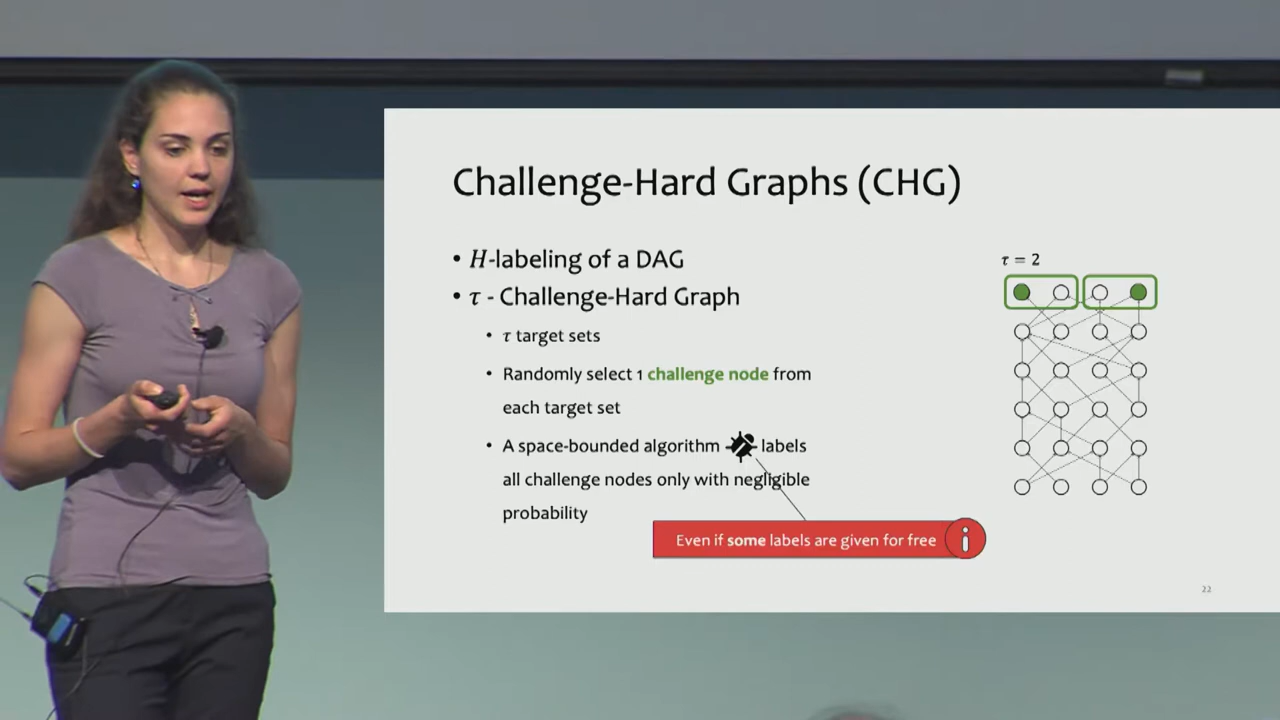 Challenge-Hard Graphs (CHG)
• H-labeling of a DAG
• τ - Challenge-Hard Graph
• τ target sets
• Randomly select 1 challenge node from
each target set
• A space-bounded algorithm labels
all challenge nodes only with negligible
probability
Even if some labels are given for free i
τ = 2
22